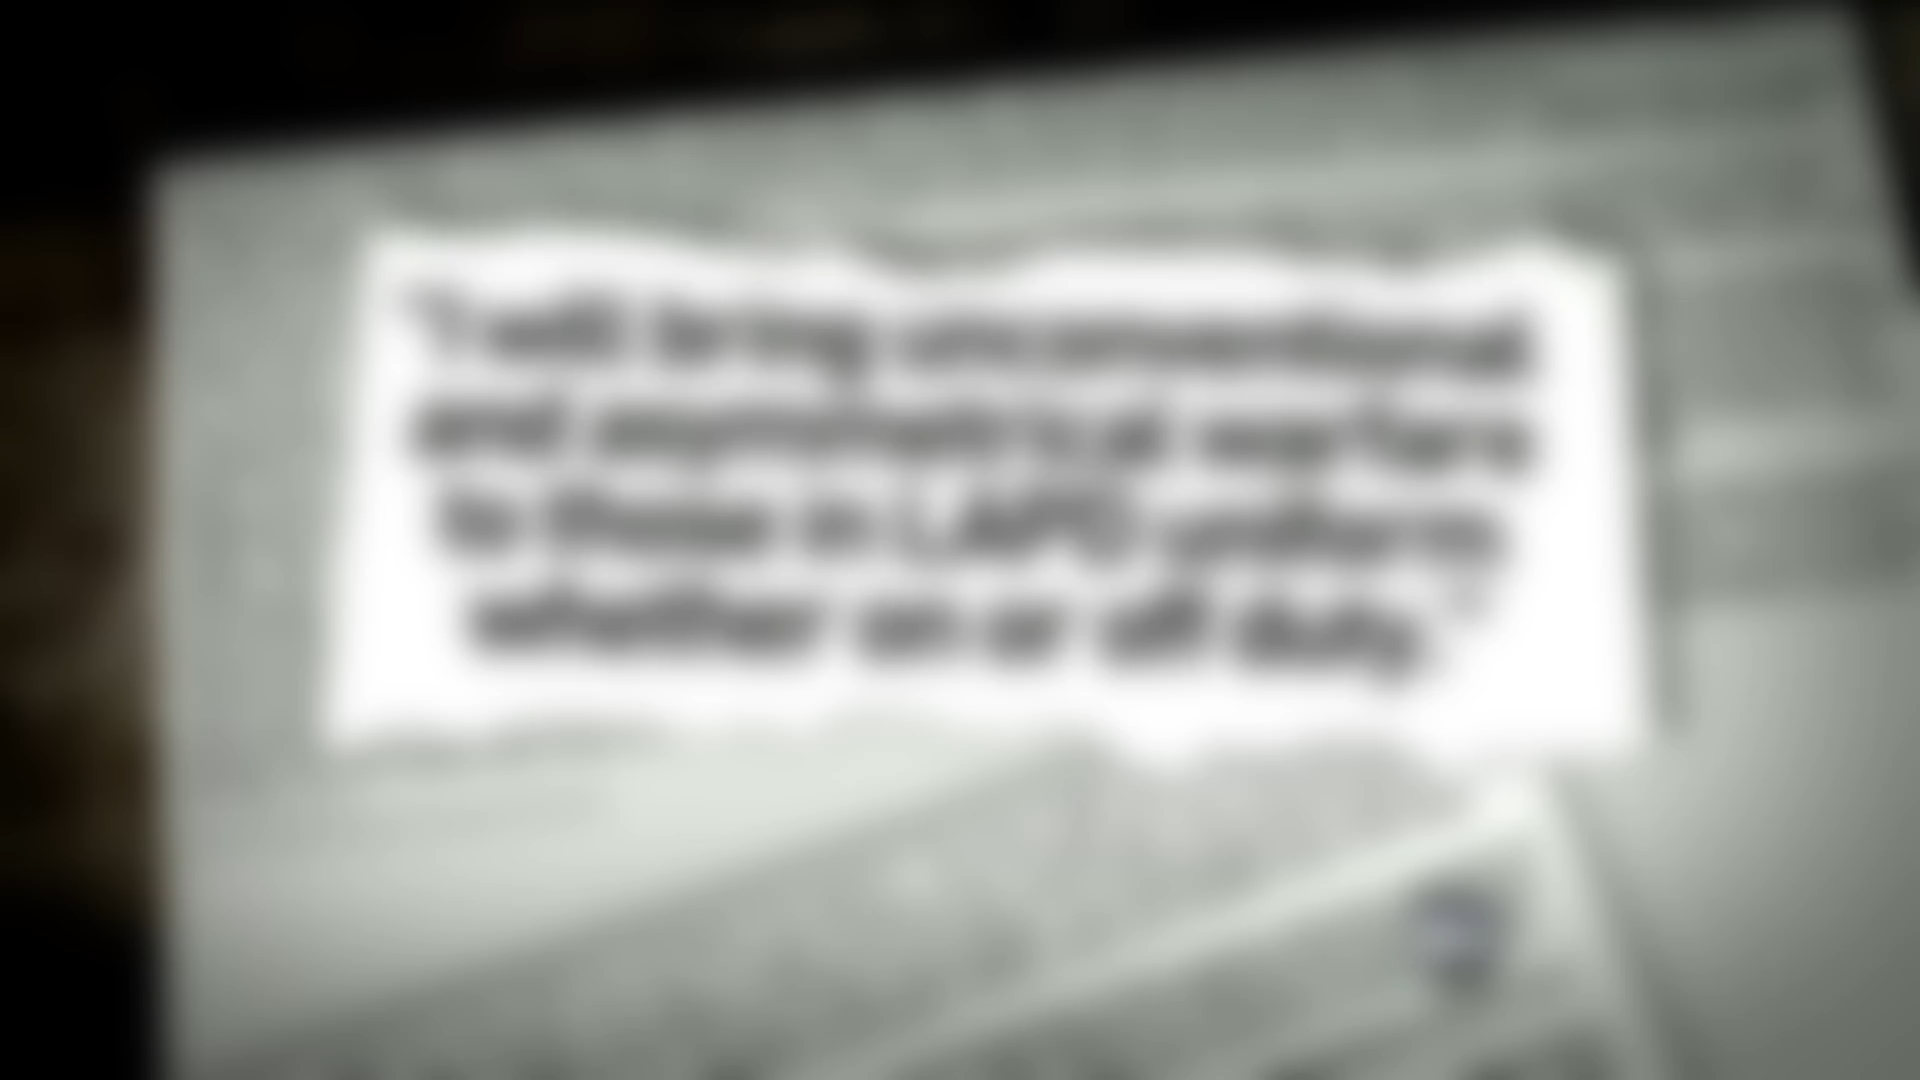 "I will bring unconventional
and asymmetrical warfare
to those in LAPD uniform
whether on or off duty."